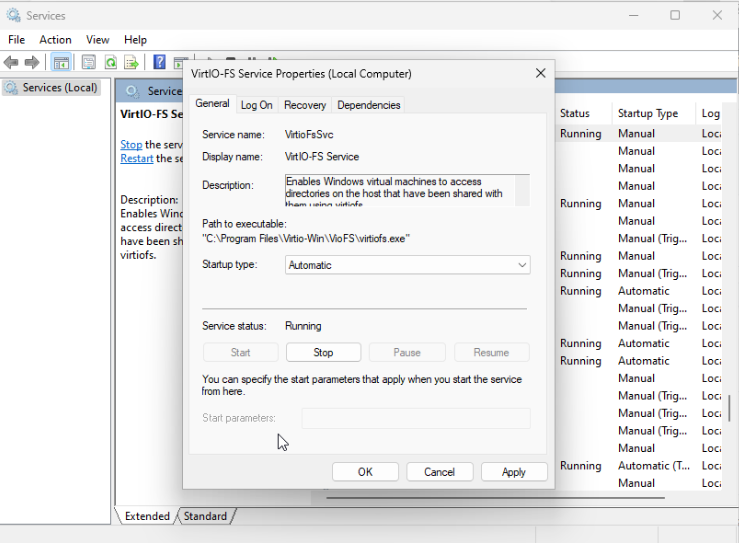 Services
File Action View Help
Services (Local)
Service
VirtIO-FS Se
Stop the serv
Restart the se
Description:
Enables Wind
access direct
have been sh
virtiofs.
VirtIO-FS Service Properties (Local Computer)
General Log On Recovery Dependencies
Service name: VirtioFsSvc
Display name: VirtIO-FS Service
Description: Enables Windows virtual machines to access
directories on the host that have been shared with
them using virtiofs.
Path to executable:
"C:\Program Files\Virtio-Win\VioFS\virtiofs.exe"
Startup type: Automatic
Service status: Running
Start Stop Pause Resume
You can specify the start parameters that apply when you start the service
from here.
Start parameters:
OK Cancel Apply
Status Startup Type Log
Running Manual Loca
Manual Loca
Manual Loca
Manual Loca
Running Manual Loca
Manual Loca
Manual (Trig... Loca
Running Manual Loca
Running Manual (Trig... Loca
Running Automatic Loca
Manual (Trig... Loca
Manual (Trig... Loca
Running Automatic Loca
Running Automatic Loca
Manual Loca
Manual (Trig... Loca
Manual (Trig... Loca
Manual (Trig... Loca
Manual Loca
Running Automatic (T... Loca
Manual Loca
Extended Standard